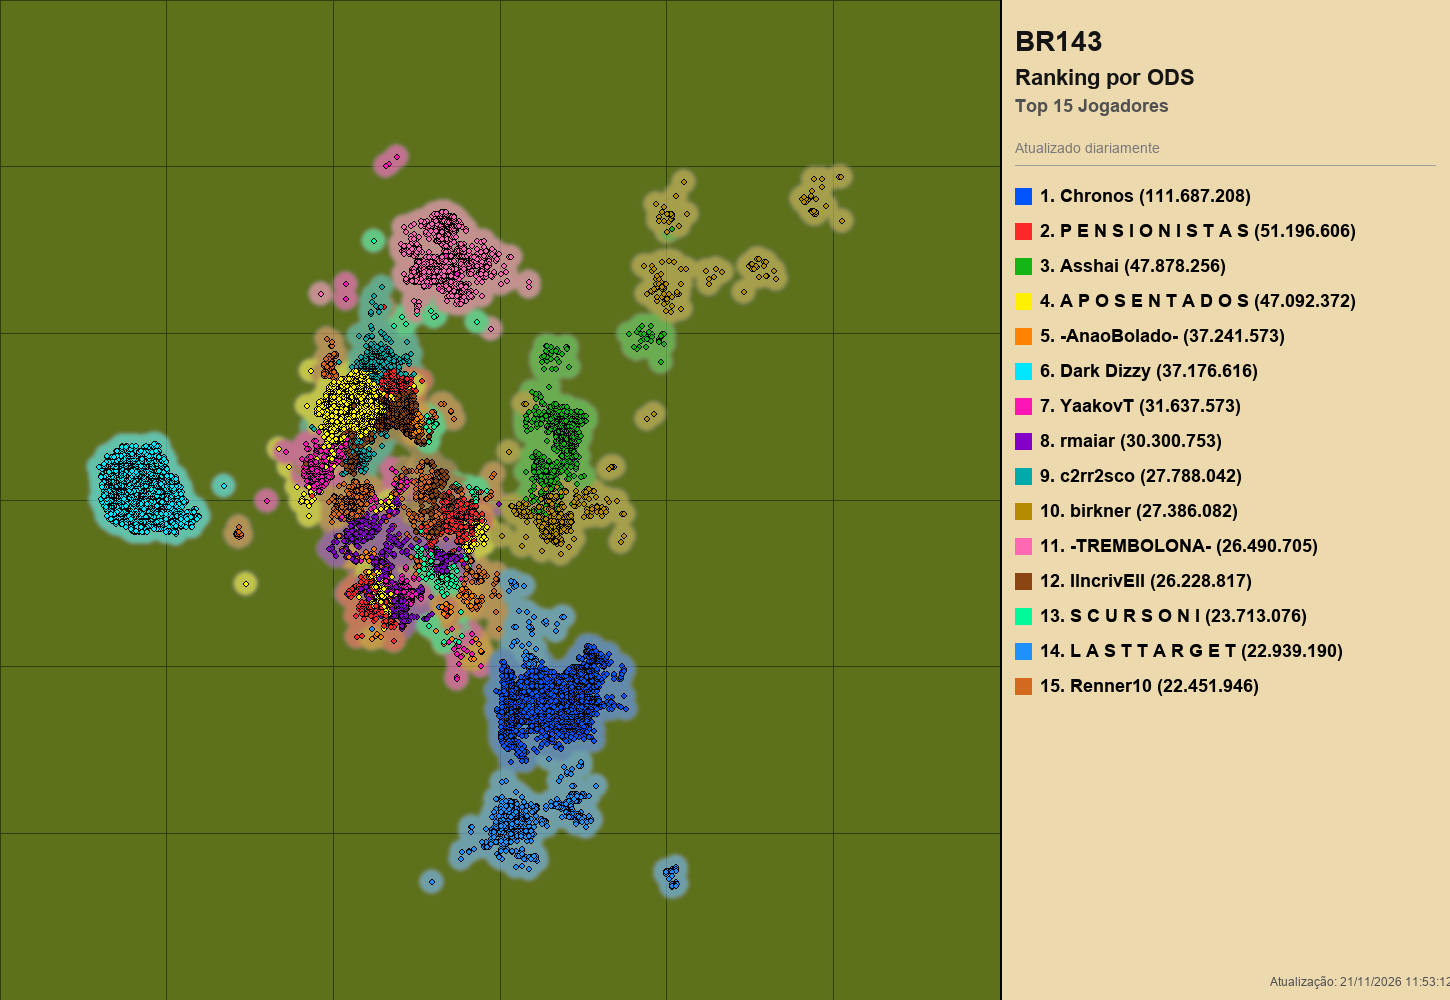 BR143
Ranking por ODS
Top 15 Jogadores
Atualizado diariamente
1. Chronos (111.687.208)
2. P E N S I O N I S T A S (51.196.606)
3. Asshai (47.878.256)
4. A P O S E N T A D O S (47.092.372)
5. -AnaoBolado- (37.241.573)
6. Dark Dizzy (37.176.616)
7. YaakovT (31.637.573)
8. rmaiar (30.300.753)
9. c2rr2sco (27.788.042)
10. birkner (27.386.082)
11. -TREMBOLONA- (26.490.705)
12. IIncrivEII (26.228.817)
13. S C U R S O N I (23.713.076)
14. L A S T T A R G E T (22.939.190)
15. Renner10 (22.451.946)
Atualização: 21/11/2026 11:53:12